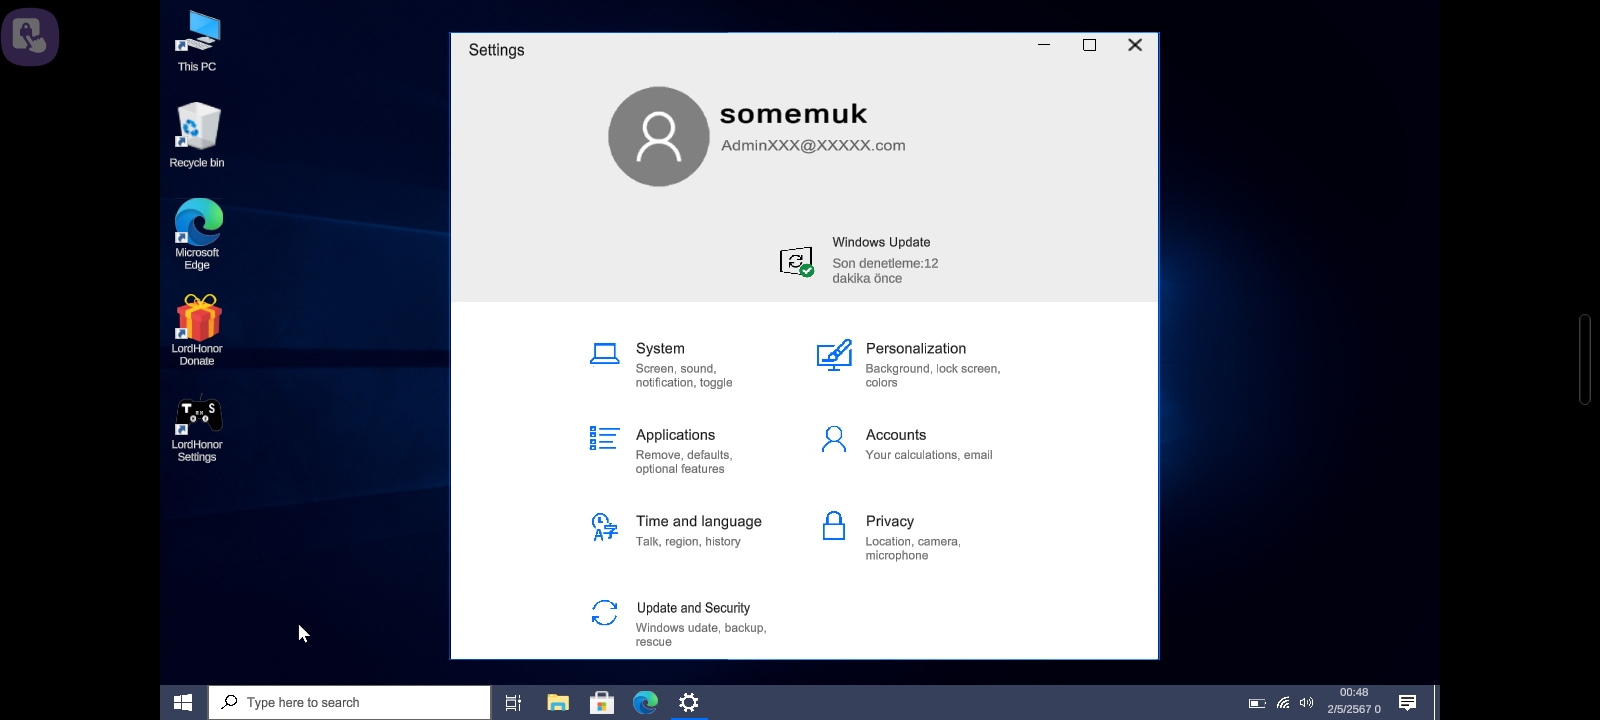 This PC
Recycle bin
Microsoft
Edge
LordHonor
Donate
T S
LordHonor
Settings
Settings
somemuk
AdminXXX@XXXXX.com
Windows Update
Son denetleme:12
dakika önce
System
Screen, sound,
notification, toggle
Personalization
Background, lock screen,
colors
Applications
Remove, defaults,
optional features
Accounts
Your calculations, email
Time and language
Talk, region, history
Privacy
Location, camera,
microphone
Update and Security
Windows udate, backup,
rescue
Type here to search
00:48
2/5/2567 0